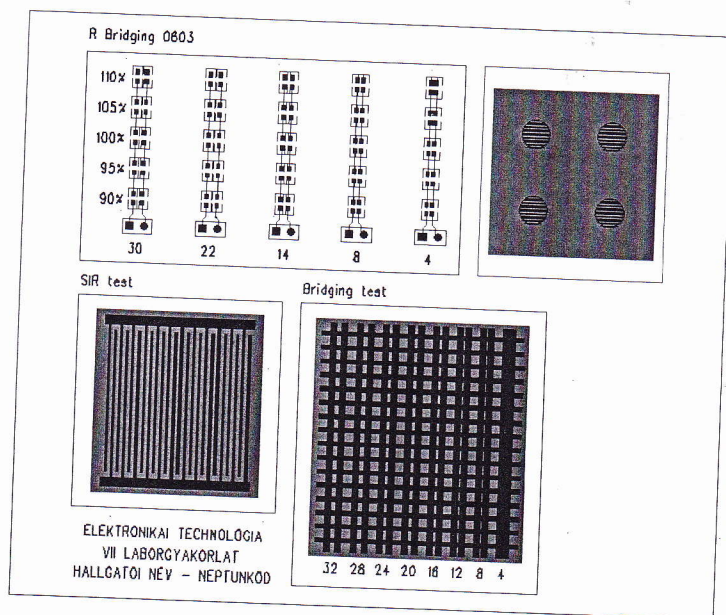 R Bridging 0603
110%
105%
100%
95%
90%
30 22 14 8 4
SIR test
Bridging test
32 28 24 20 16 12 8 4
ELEKTRONIKAI TECHNOLÓGIA
VII LABORGYAKORLAT
HALLGATÓI NÉV - NEPTUNKÓD